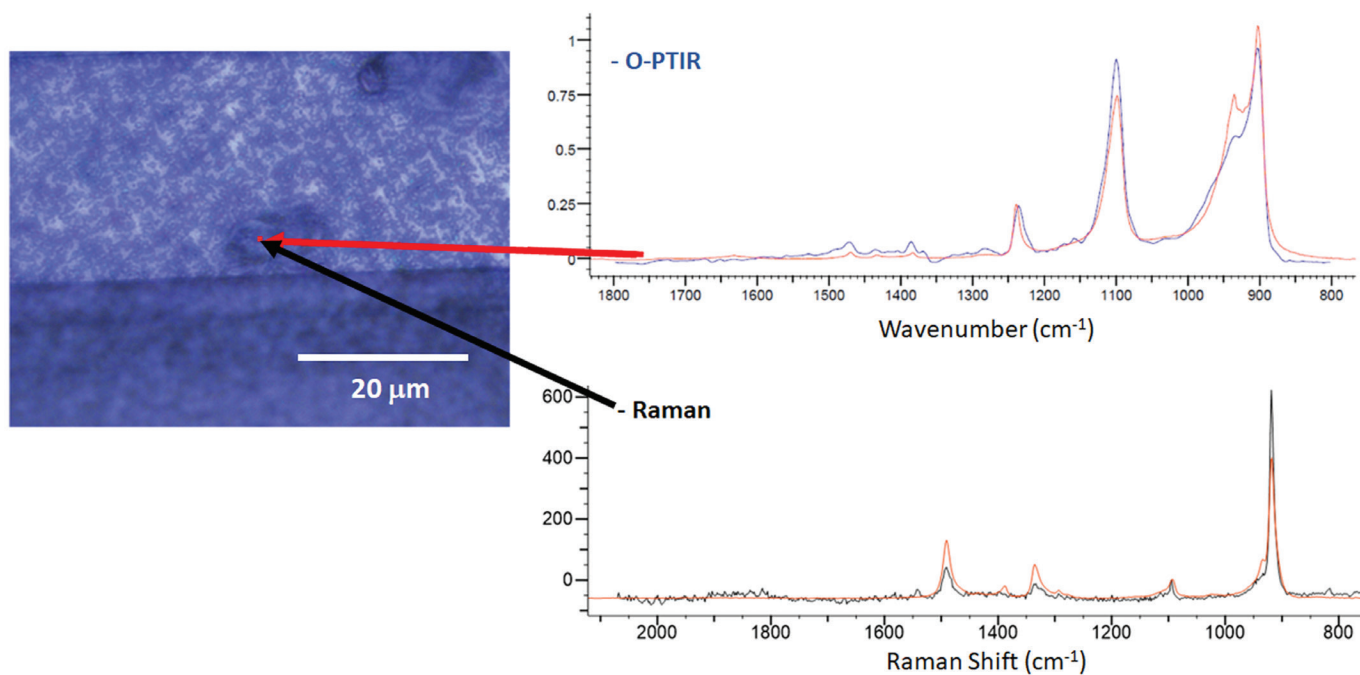 20 μm
- O-PTIR
1
0.75
0.5
0.25
0
1800 1700 1600 1500 1400 1300 1200 1100 1000 900 800
Wavenumber (cm-1)
- Raman
600
400
200
0
2000 1800 1600 1400 1200 1000 800
Raman Shift (cm-1)